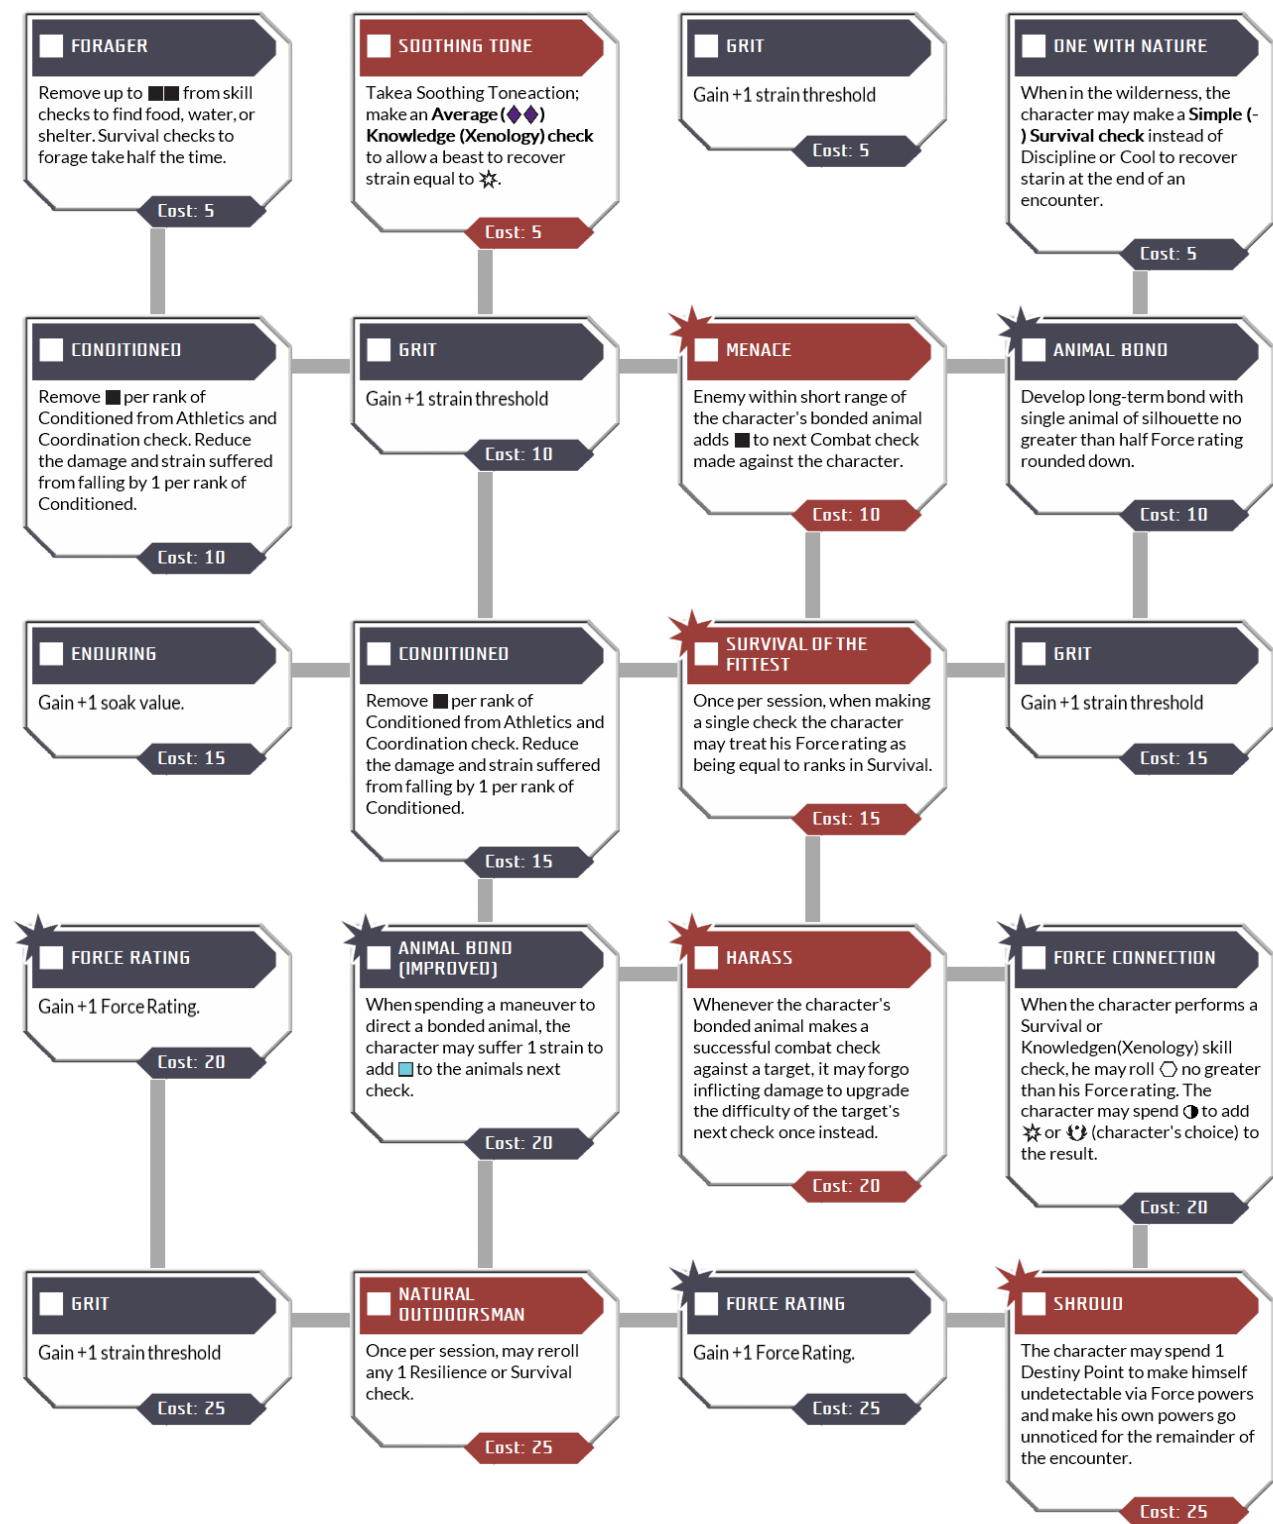 FORAGER
Remove up to from skill
checks to find food, water, or
shelter. Survival checks to
forage take half the time.
Cost: 5
SOOTHING TONE
Takea Soothing Toneaction;
make an Average (
)
Knowledge (Xenology) check
to allow a beast to recover
strain equal to .
Cost: 5
GRIT
Gain +1 strain threshold
Cost: 5
ONE WITH NATURE
When in the wilderness, the
character may make a Simple (-
) Survival check instead of
Discipline or Cool to recover
starin at the end of an
encounter.
Cost: 5
CONDITIONED
Remove per rank of
Conditioned from Athletics and
Coordination check. Reduce
the damage and strain suffered
from falling by 1 per rank of
Conditioned.
Cost: 10
GRIT
Gain +1 strain threshold
Cost: 10
MENACE
Enemy within short range of
the character's bonded animal
adds to next Combat check
made against the character.
Cost: 10
ANIMAL BOND
Develop long-term bond with
single animal of silhouette no
greater than half Force rating
rounded down.
Cost: 10
ENDURING
Gain +1 soak value.
Cost: 15
CONDITIONED
Remove per rank of
Conditioned from Athletics and
Coordination check. Reduce
the damage and strain suffered
from falling by 1 per rank of
Conditioned.
Cost: 15
SURVIVAL OF THE
FITTEST
Once per session, when making
a single check the character
may treat his Force rating as
being equal to ranks in Survival.
Cost: 15
GRIT
Gain +1 strain threshold
Cost: 15
FORCE RATING
Gain +1 Force Rating.
Cost: 20
ANIMAL BOND
(IMPROVED)
When spending a maneuver to
direct a bonded animal, the
character may suffer 1 strain to
add to the animals next
check.
Cost: 20
HARASS
Whenever the character's
bonded animal makes a
successful combat check
against a target, it may forgo
inflicting damage to upgrade
the difficulty of the target's
next check once instead.
Cost: 20
FORCE CONNECTION
When the character performs a
Survival or
Knowledgen(Xenology) skill
check, he may roll no greater
than his Force rating. The
character may spend to add
or (character's choice) to
the result.
Cost: 20
GRIT
Gain +1 strain threshold
Cost: 25
NATURAL
OUTDOORSMAN
Once per session, may reroll
any 1 Resilience or Survival
check.
Cost: 25
FORCE RATING
Gain +1 Force Rating.
Cost: 25
SHROUD
The character may spend 1
Destiny Point to make himself
undetectable via Force powers
and make his own powers go
unnoticed for the remainder of
the encounter.
Cost: 25